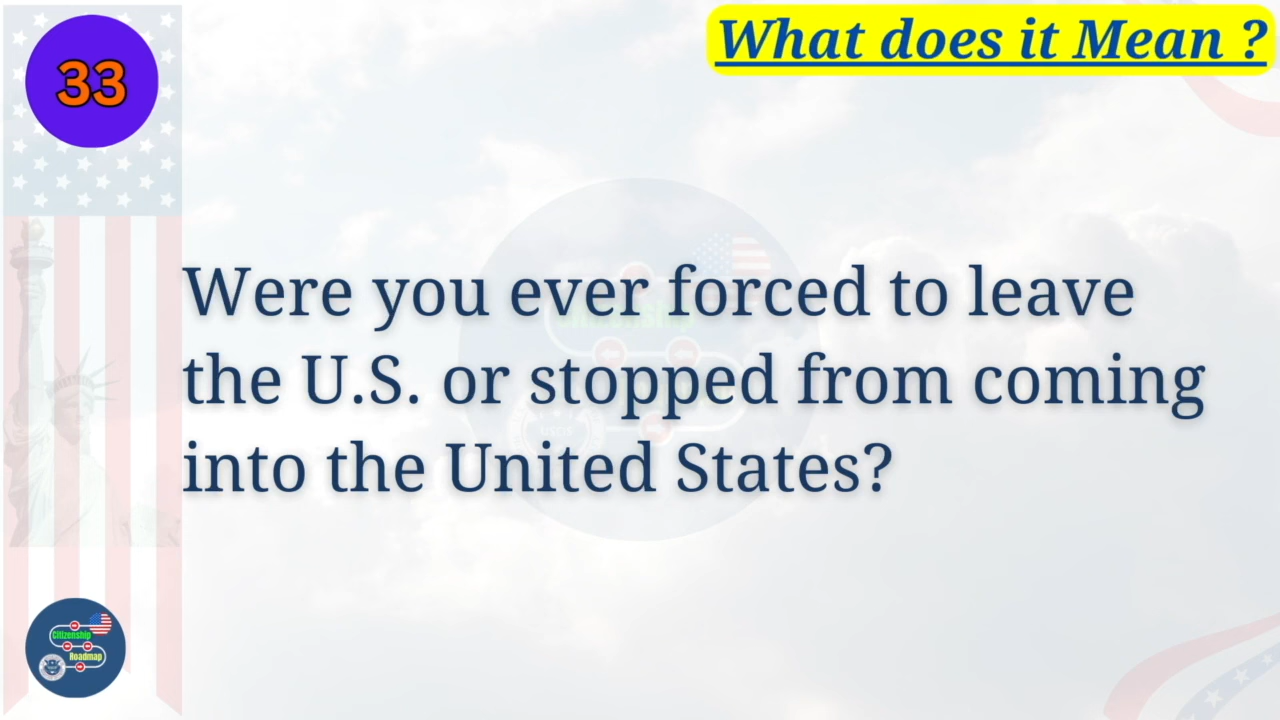 33
What does it Mean ?
Were you ever forced to leave
the U.S. or stopped from coming
into the United States?
Citizenship
Roadmap